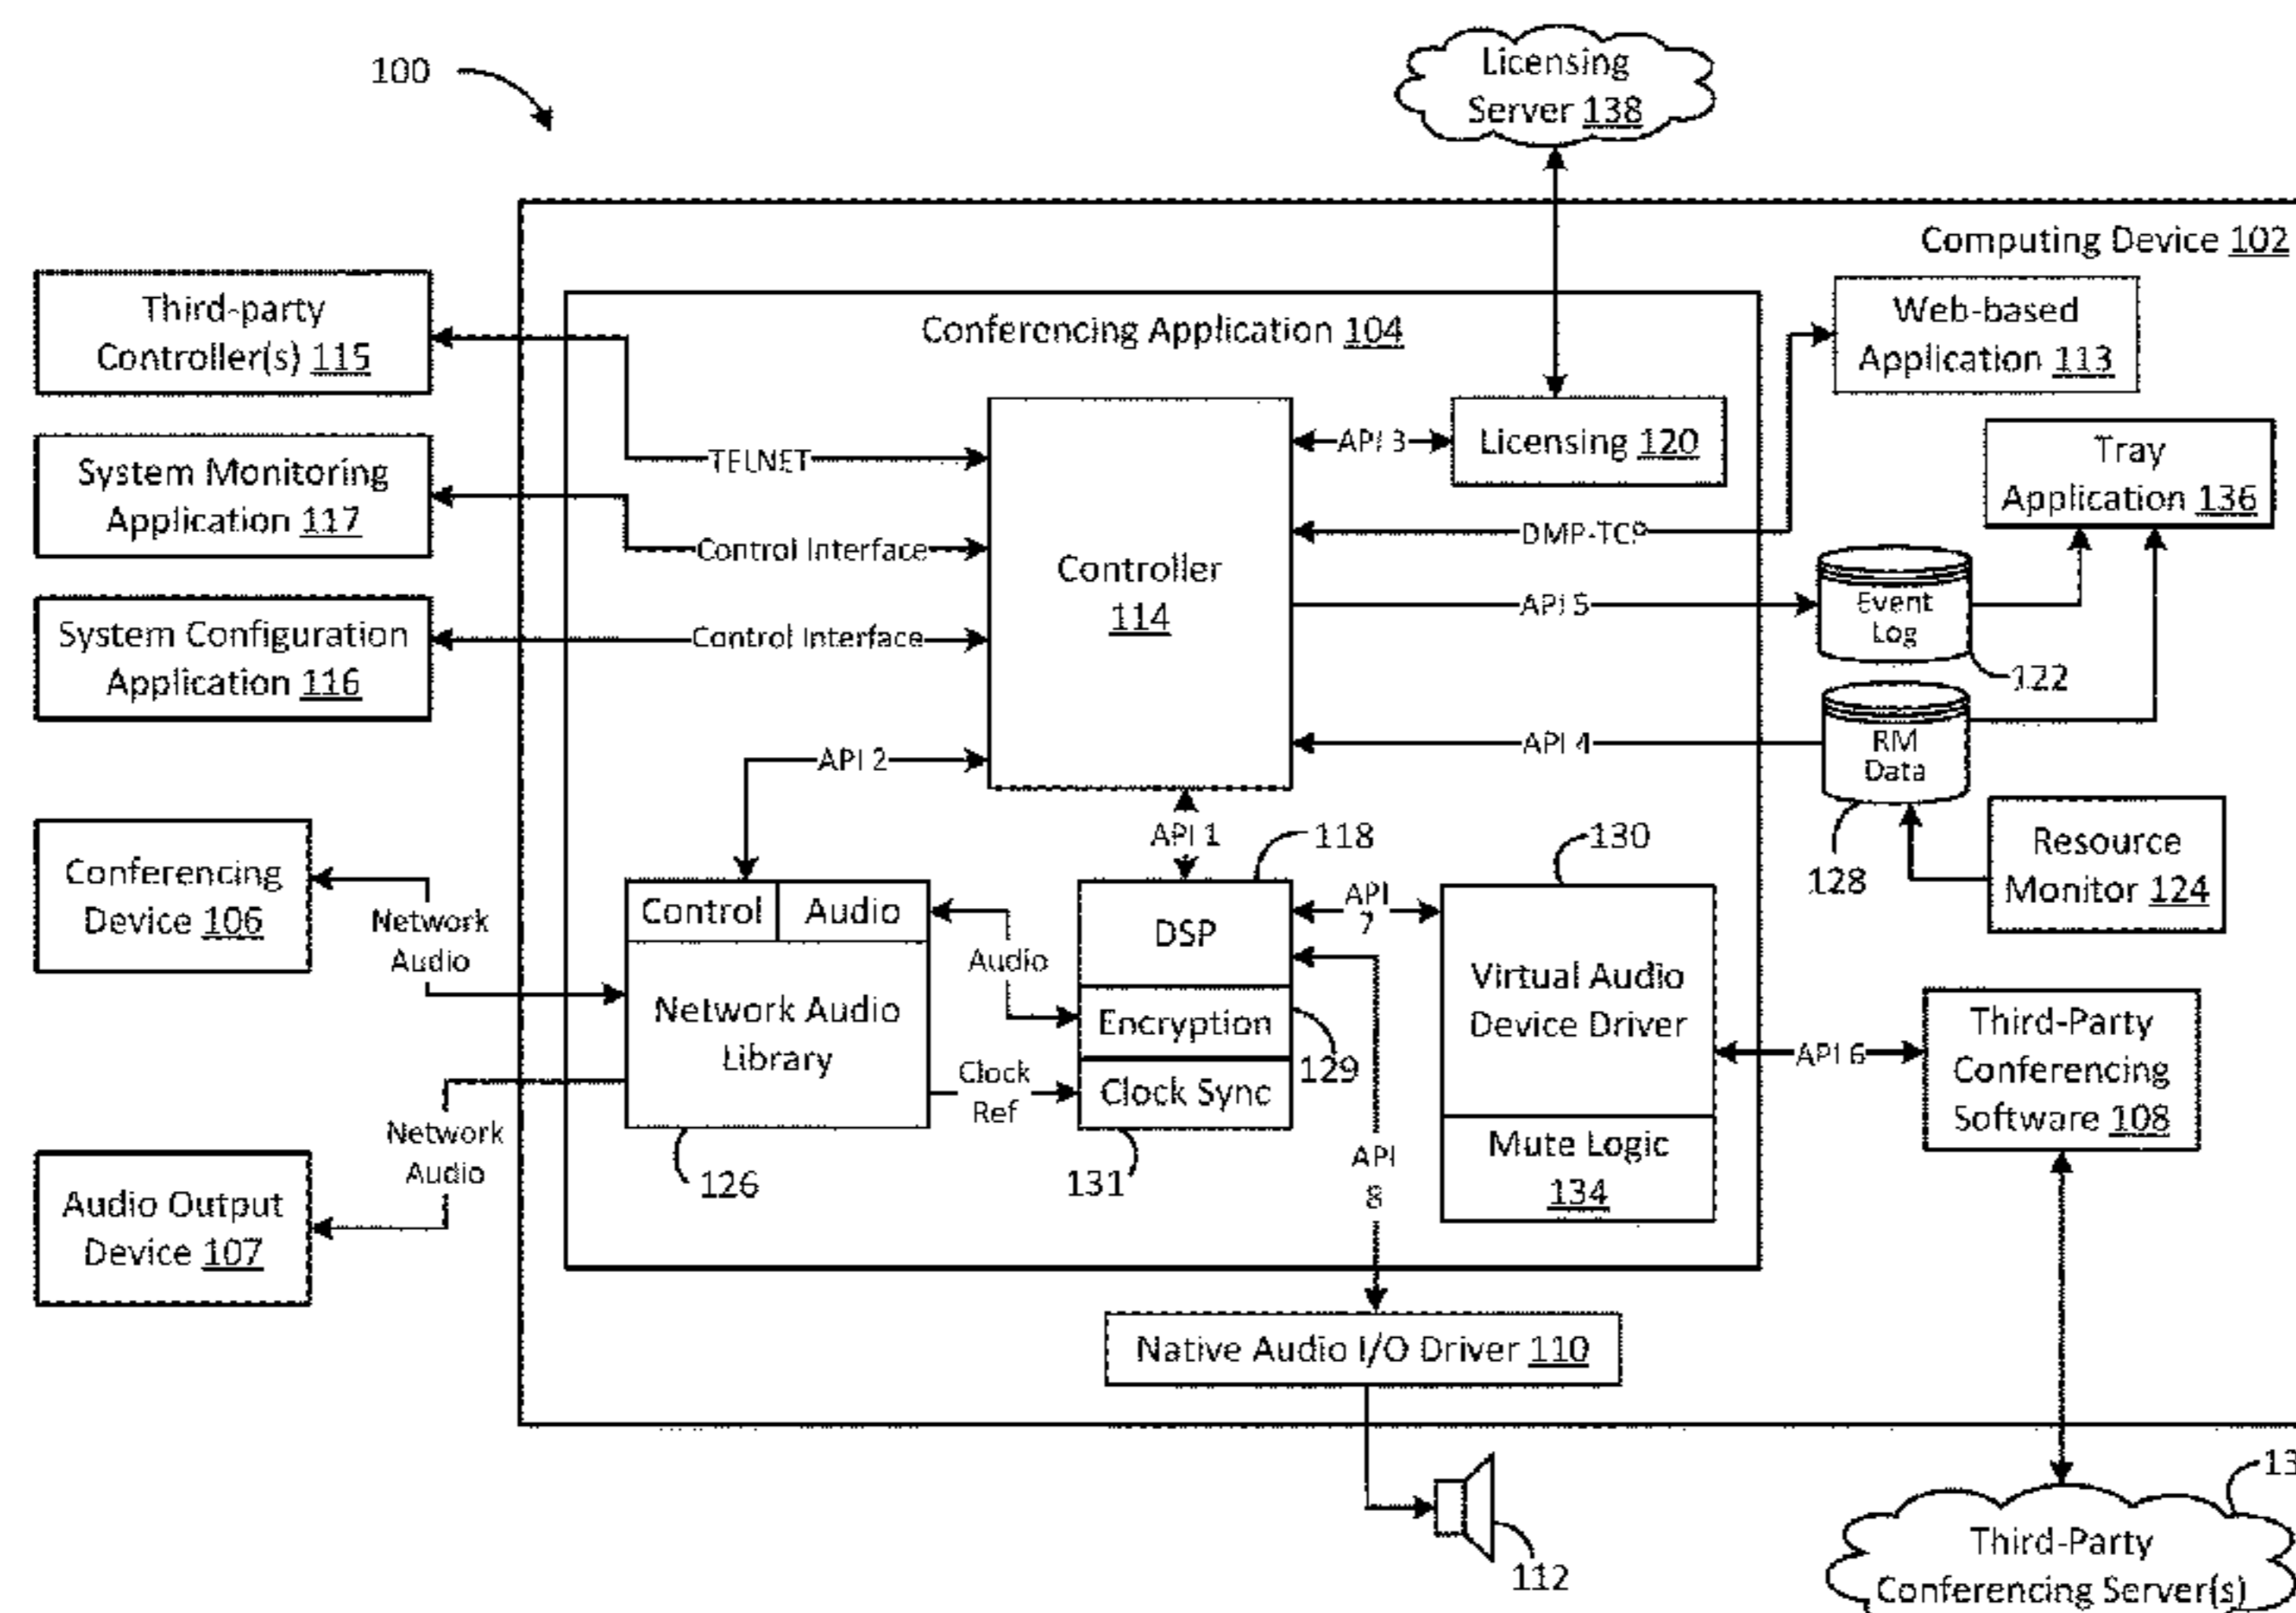 100
Licensing
Server 138
Computing Device 102
Third-party
Controller(s) 115
Conferencing Application 104
Web-based
Application 113
System Monitoring
Application 117
TELNET
Control Interface
Controller
114
API 3
Licensing 120
DMP-TCP
Tray
Application 136
API 5
Event
Log
122
System Configuration
Application 116
Control Interface
API 2
API 4
RM
Data
128
Resource
Monitor 124
API 1
118
130
Conferencing
Device 106
Network
Audio
Control
Audio
Network Audio
Library
126
Audio
Clock
Ref
DSP
Encryption
129
Clock Sync
131
API
7
API
8
Virtual Audio
Device Driver
Mute Logic
134
API 6
Third-Party
Conferencing
Software 108
Network
Audio
Audio Output
Device 107
Native Audio I/O Driver 110
112
Third-Party
Conferencing Server(s)